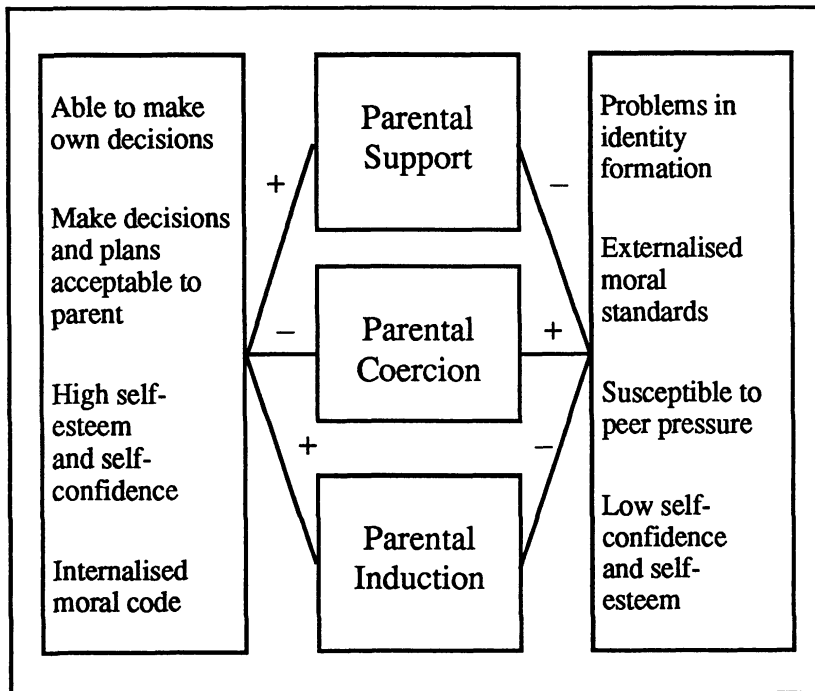 Able to make
own decisions
Make decisions
and plans
acceptable to
parent
High self-
esteem
and self-
confidence
Internalised
moral code
+
−
+
Parental
Support
Parental
Coercion
Parental
Induction
−
+
−
Problems in
identity
formation
Externalised
moral
standards
Susceptible to
peer pressure
Low self-
confidence
and self-
esteem